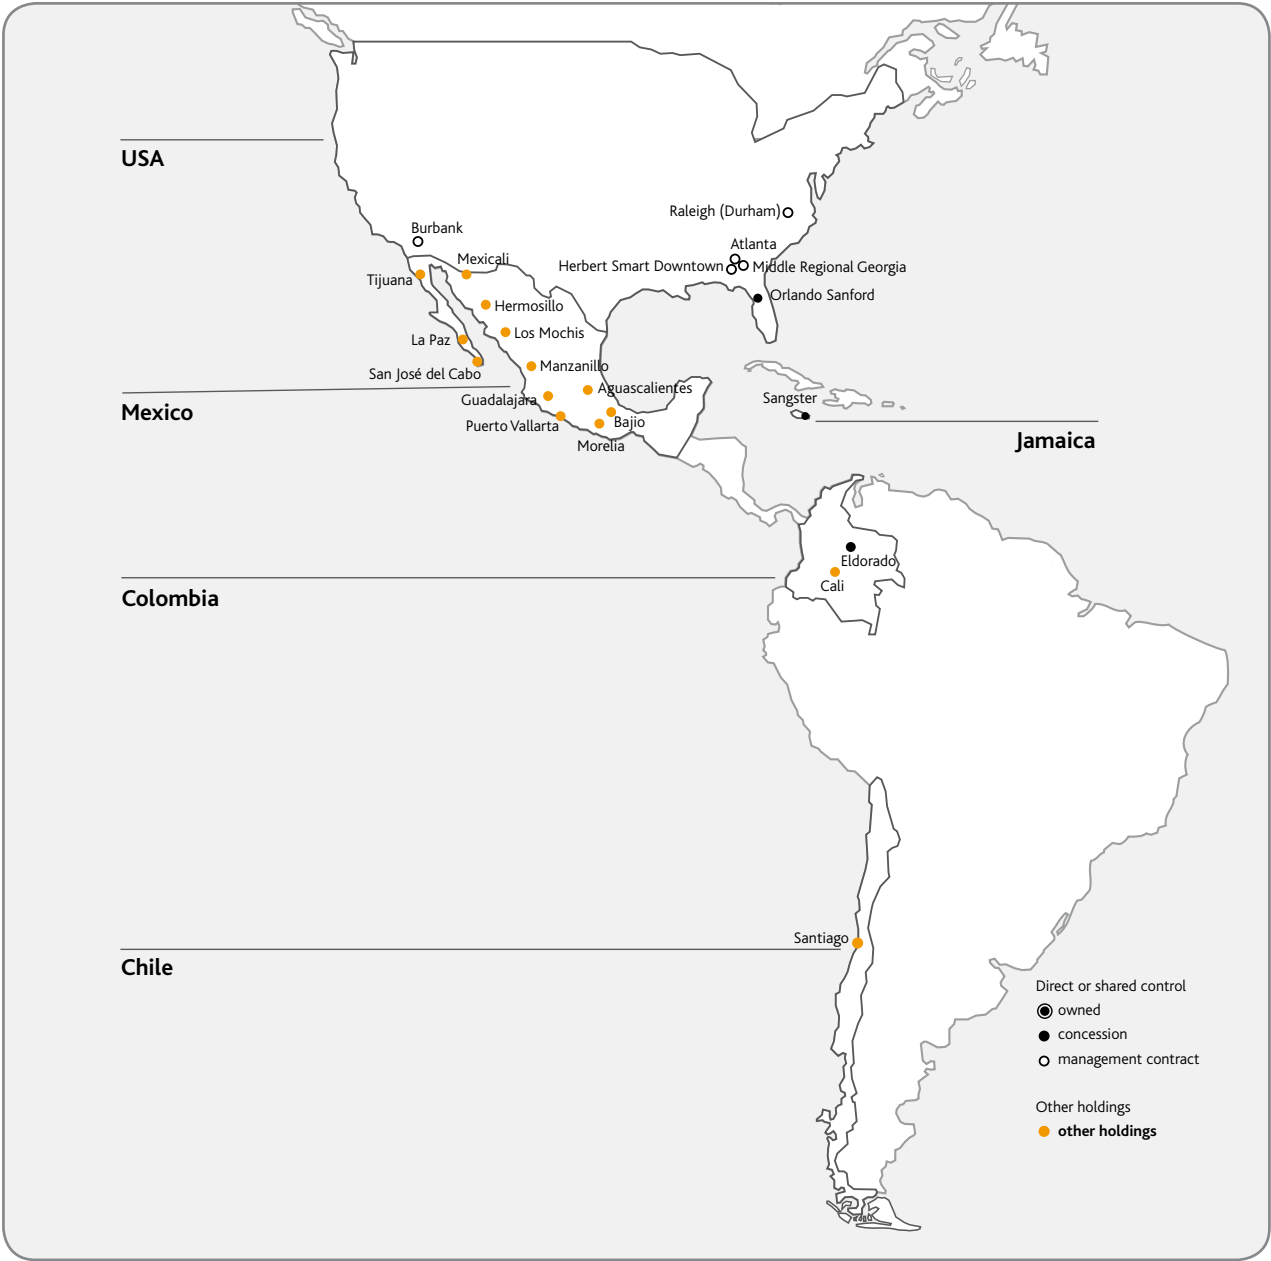 USA
Raleigh (Durham)
Burbank
Atlanta
Mexicali
Herbert Smart Downtown
Middle Regional Georgia
Tijuana
Orlando Sanford
Hermosillo
Los Mochis
La Paz
Manzanillo
San José del Cabo
Aguascalientes
Guadalajara
Sangster
Mexico
Puerto Vallarta
Bajio
Jamaica
Morelia
Eldorado
Cali
Colombia
Santiago
Chile
Direct or shared control
owned
concession
management contract
Other holdings
other holdings